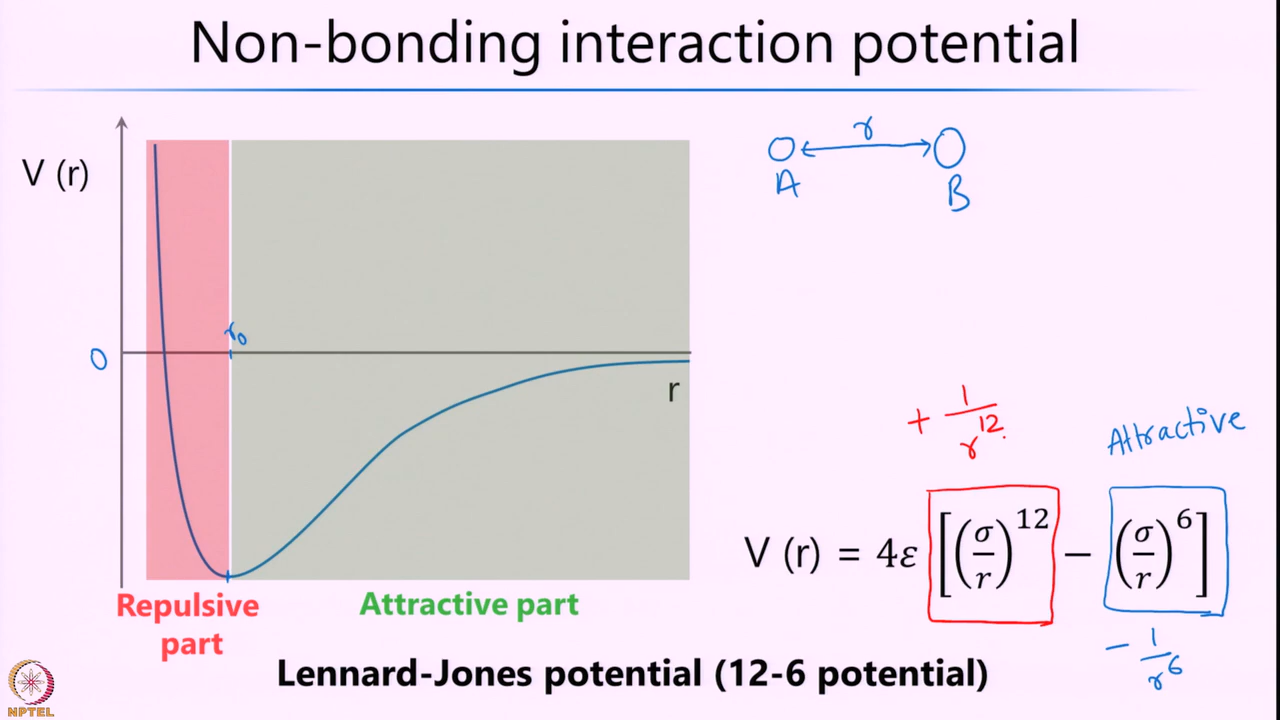 Non-bonding interaction potential
V (r)
r
A
B
r₀
0
r
+ 1/r¹²
Attractive
V (r) = 4ε [(σ/r)¹² − (σ/r)⁶]
− 1/r⁶
Repulsive
part
Attractive part
Lennard-Jones potential (12-6 potential)
NPTEL